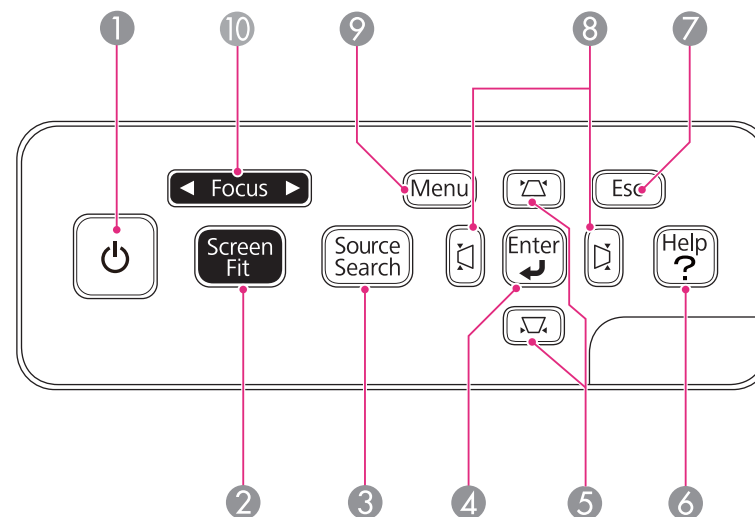 1 10 9 8 7
◀ Focus ▶
Menu
Esc
Screen
Fit
Source
Search
Enter
Help
?
2 3 4 5 6